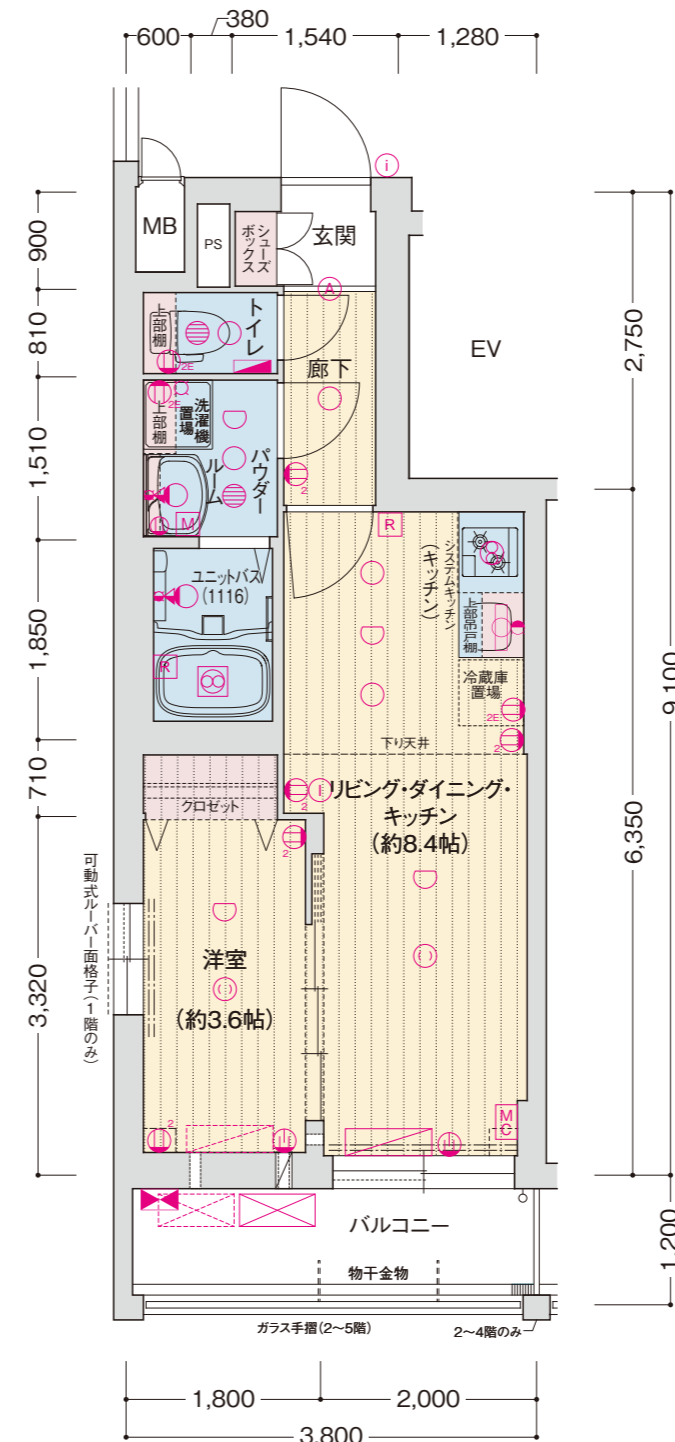 380
600
1,540
1,280
i
MB
PS
シューズ
ボックス
玄関
900
A
上部棚
トイレ
2E
810
廊下
EV
2,750
2E
洗濯機
置場
上部棚
パウダー
ルーム
2
M
1,510
R
システムキッチン
(キッチン)
ユニットバス
(1116)
上部吊戸棚
R
1,850
冷蔵庫
置場
2E
2
下り天井
9,100
710
クロゼット
2
リビング・ダイニング・
キッチン
(約8.4帖)
2
6,350
可動式ルーバー面格子(1階のみ)
洋室
(約3.6帖)
3,320
2
M
C
バルコニー
1,200
物干金物
ガラス手摺(2〜5階)
2〜4階のみ
1,800
2,000
3,800